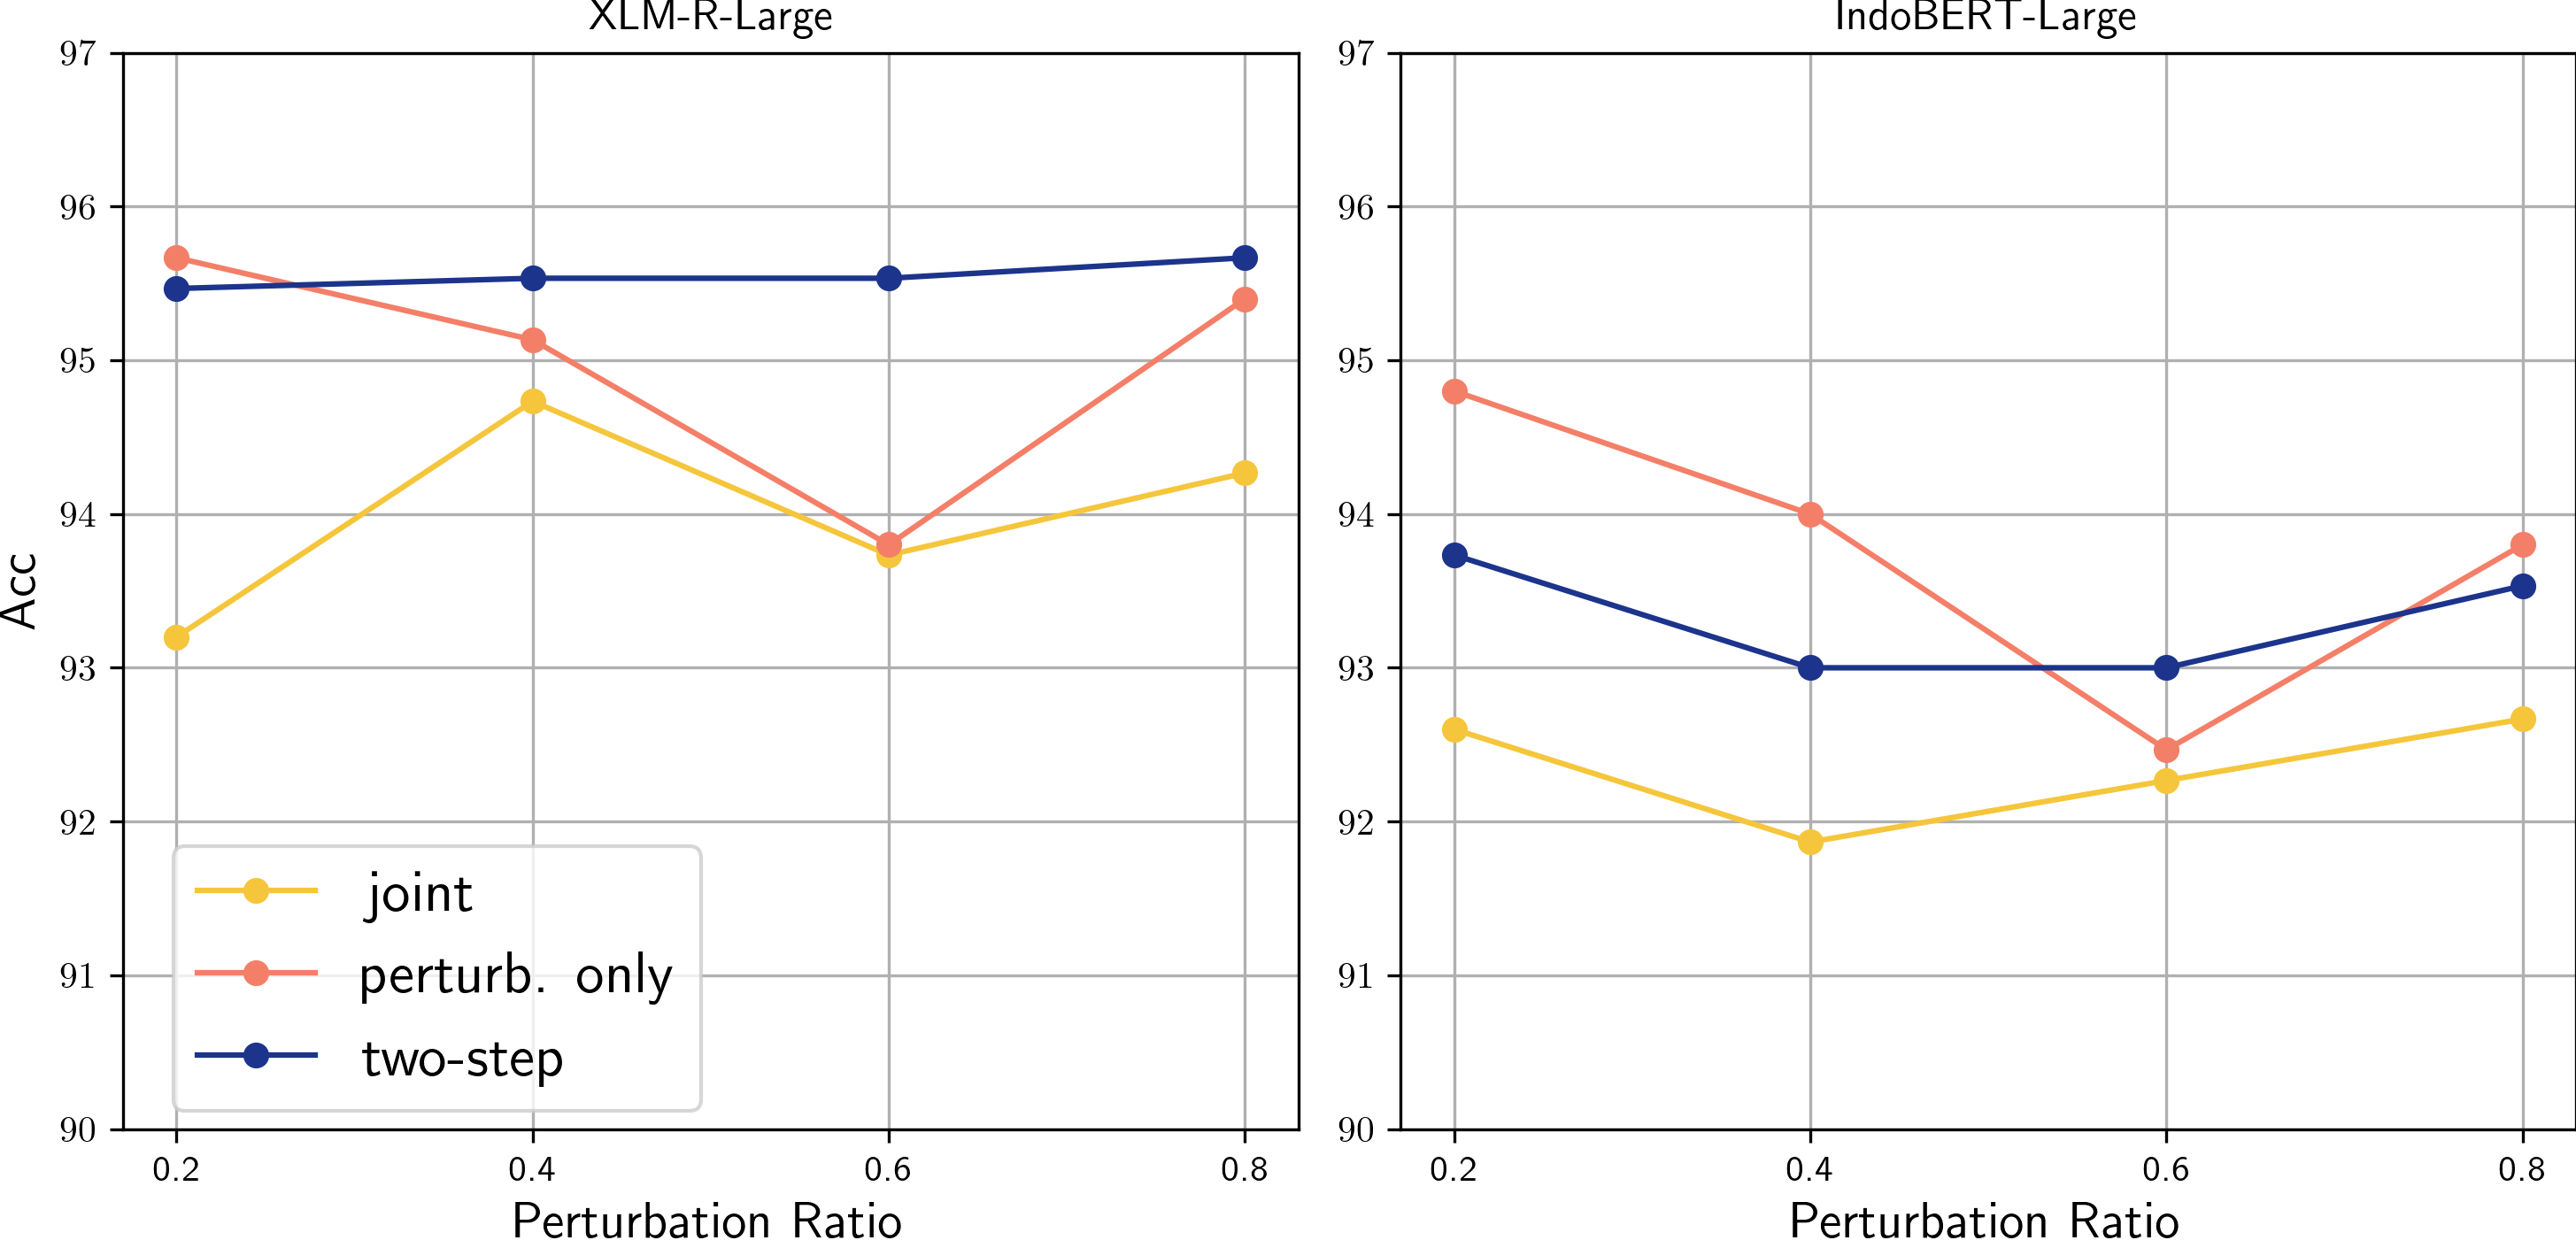 XLM-R-Large
97
96
95
94
93
92
91
90
Acc
joint
perturb. only
two-step
0.2 0.4 0.6 0.8
Perturbation Ratio
IndoBERT-Large
97
96
95
94
93
92
91
90
0.2 0.4 0.6 0.8
Perturbation Ratio